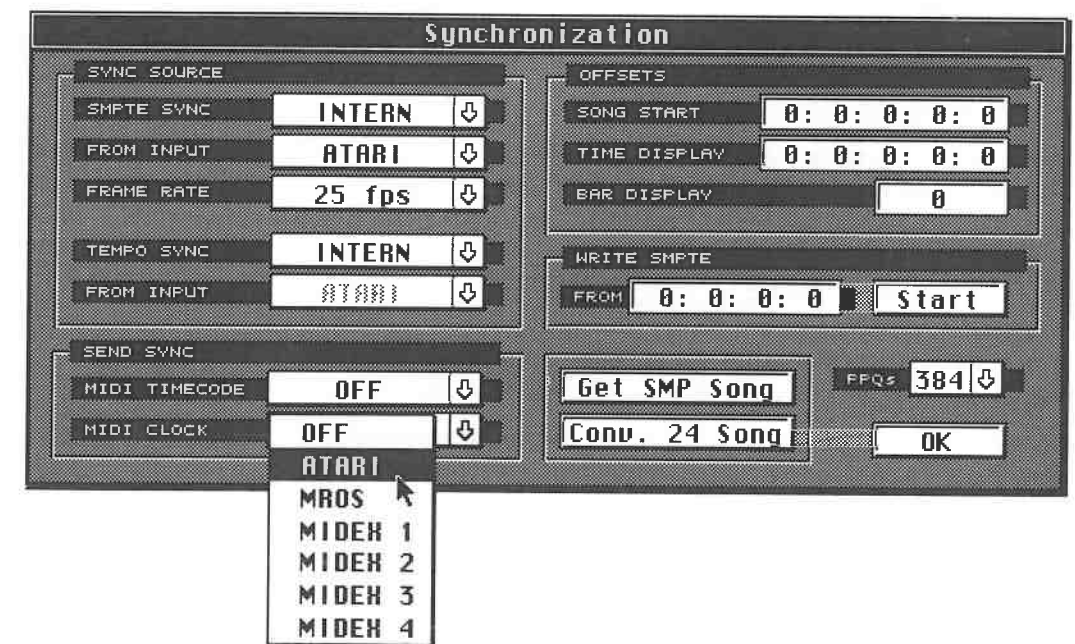 Synchronization
SYNC SOURCE
SMPTE SYNC INTERN
FROM INPUT ATARI
FRAME RATE 25 fps
TEMPO SYNC INTERN
FROM INPUT ATARI
SEND SYNC
MIDI TIMECODE OFF
MIDI CLOCK OFF
ATARI
MROS
MIDEX 1
MIDEX 2
MIDEX 3
MIDEX 4
OFFSETS
SONG START 0: 0: 0: 0: 0
TIME DISPLAY 0: 0: 0: 0: 0
BAR DISPLAY 0
WRITE SMPTE
FROM 0: 0: 0: 0 Start
Get SMP Song
Conv. 24 Song
PPQs 384
OK